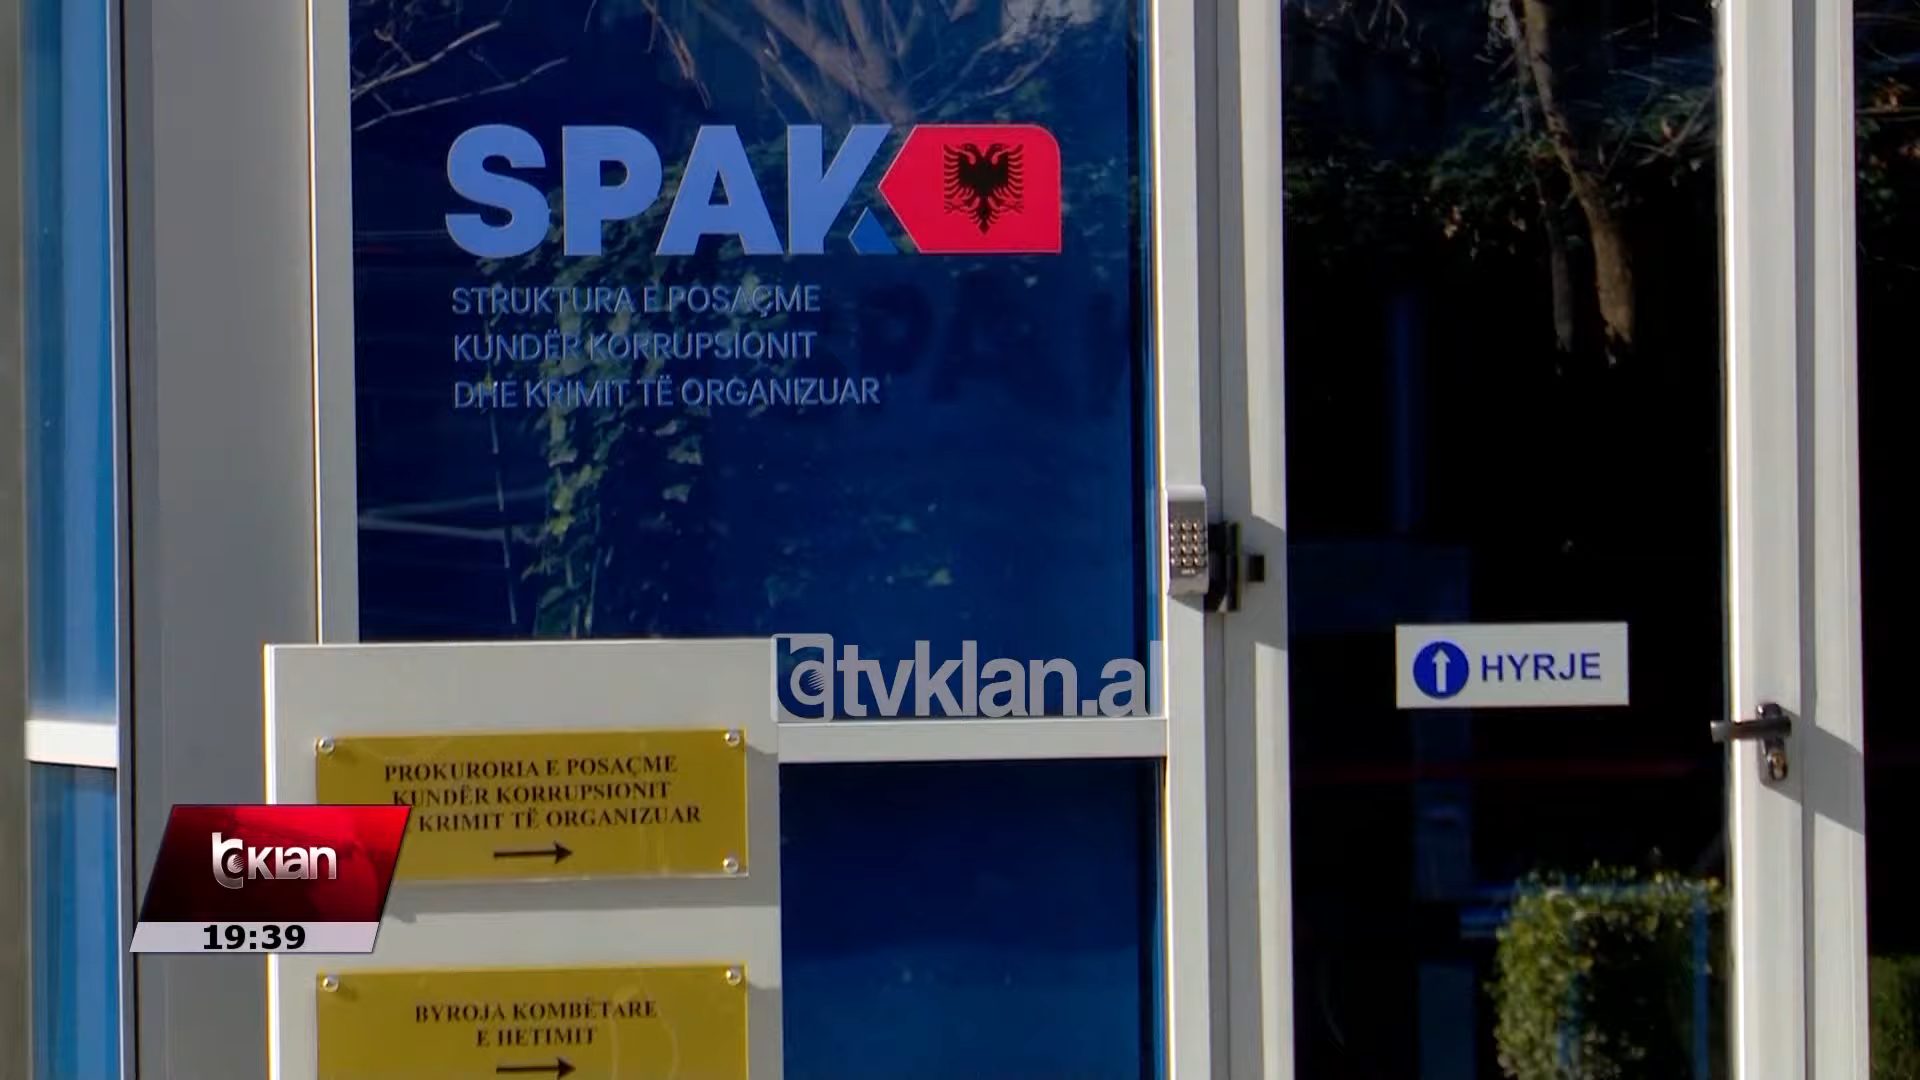 SPAK
STRUKTURA E POSAÇME
KUNDËR KORRUPSIONIT
DHE KRIMIT TË ORGANIZUAR
tvklan.al
HYRJE
PROKURORIA E POSAÇME
KUNDËR KORRUPSIONIT
KRIMIT TË ORGANIZUAR
BYROJA KOMBËTARE
E HETIMIT
KLAN
19:39